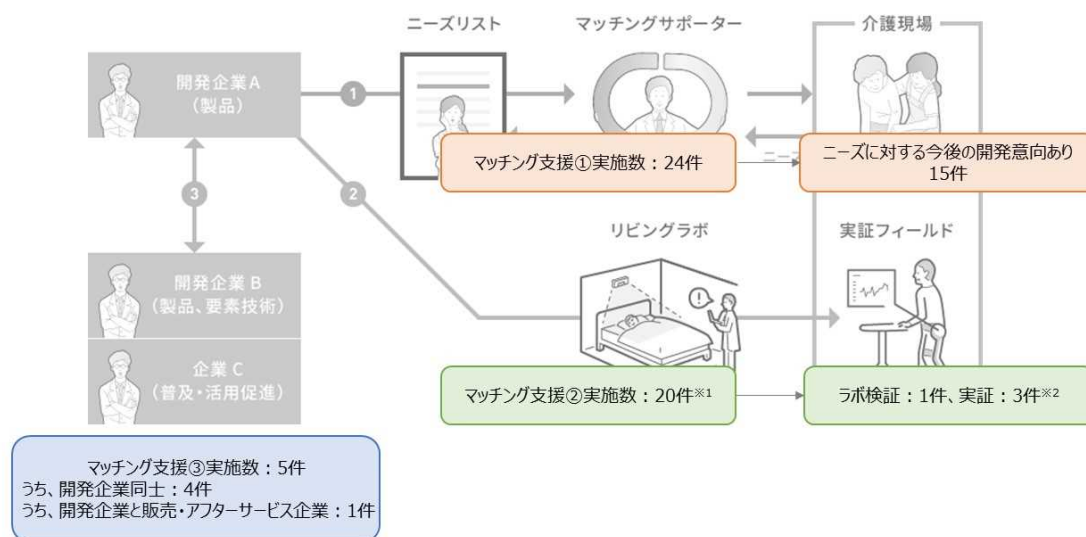 ニーズリスト
マッチングサポーター
介護現場
開発企業A
（製品）
1
マッチング支援①実施数：24件
ニーズに対する今後の開発意向あり
15件
3
2
リビングラボ
実証フィールド
開発企業B
（製品、要素技術）
企業C
（普及・活用促進）
マッチング支援②実施数：20件※1
ラボ検証：1件、実証：3件※2
マッチング支援③実施数：5件
うち、開発企業同士：4件
うち、開発企業と販売・アフターサービス企業：1件